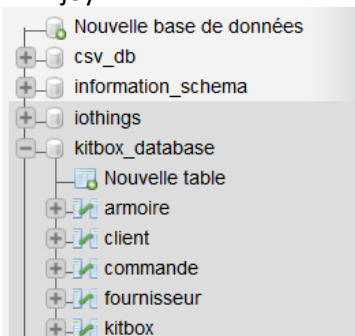 Nouvelle base de données
csv_db
information_schema
iothings
kitbox_database
Nouvelle table
armoire
client
commande
fournisseur
kitbox